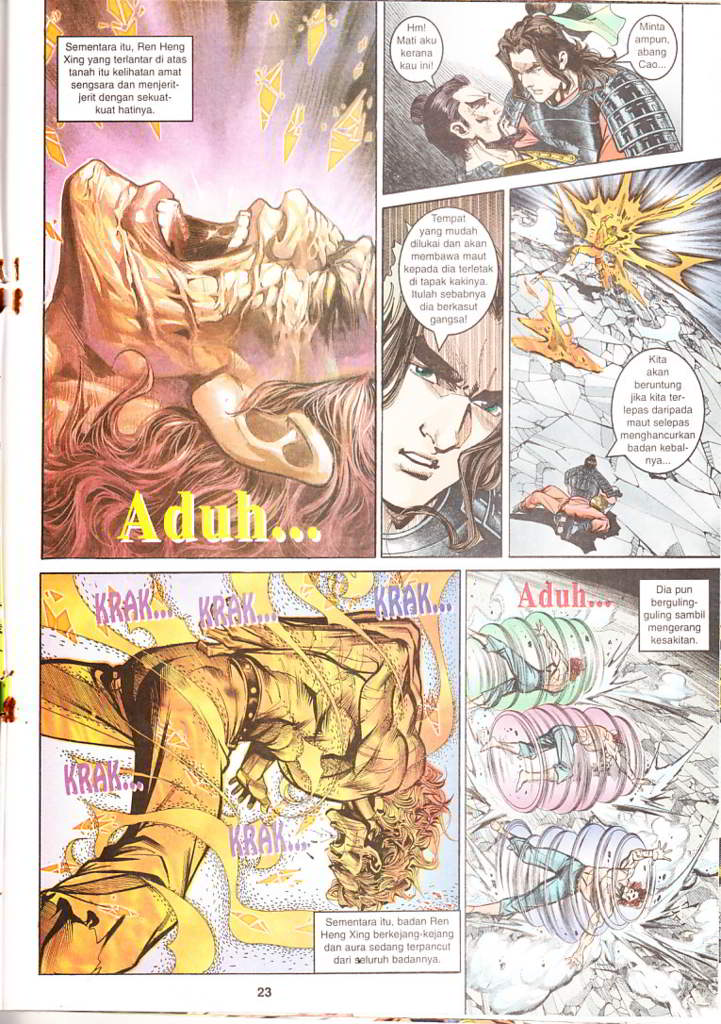 Sementara itu, Ren Heng
Xing yang terlantar di atas
tanah itu kelihatan amat
sengsara dan menjerit-
jerit dengan sekuat-
kuat hatinya.
Aduh...
Hm!
Mati aku
kerana
kau ini!
Minta
ampun,
abang
Cao...
Tempat
yang mudah
dilukai dan akan
membawa maut
kepada dia terletak
di tapak kakinya.
Itulah sebabnya
dia berkasut
gangsa!
Kita
akan
beruntung
jika kita ter-
lepas daripada
maut selepas
menghancurkan
badan kebal-
nya...
KRAK...
KRAK...
KRAK...
KRAK...
KRAK...
Sementara itu, badan Ren
Heng Xing berkejang-kejang
dan aura sedang terpancut
dari seluruh badannya.
Aduh...
Dia pun
berguling-
guling sambil
mengerang
kesakitan.
23